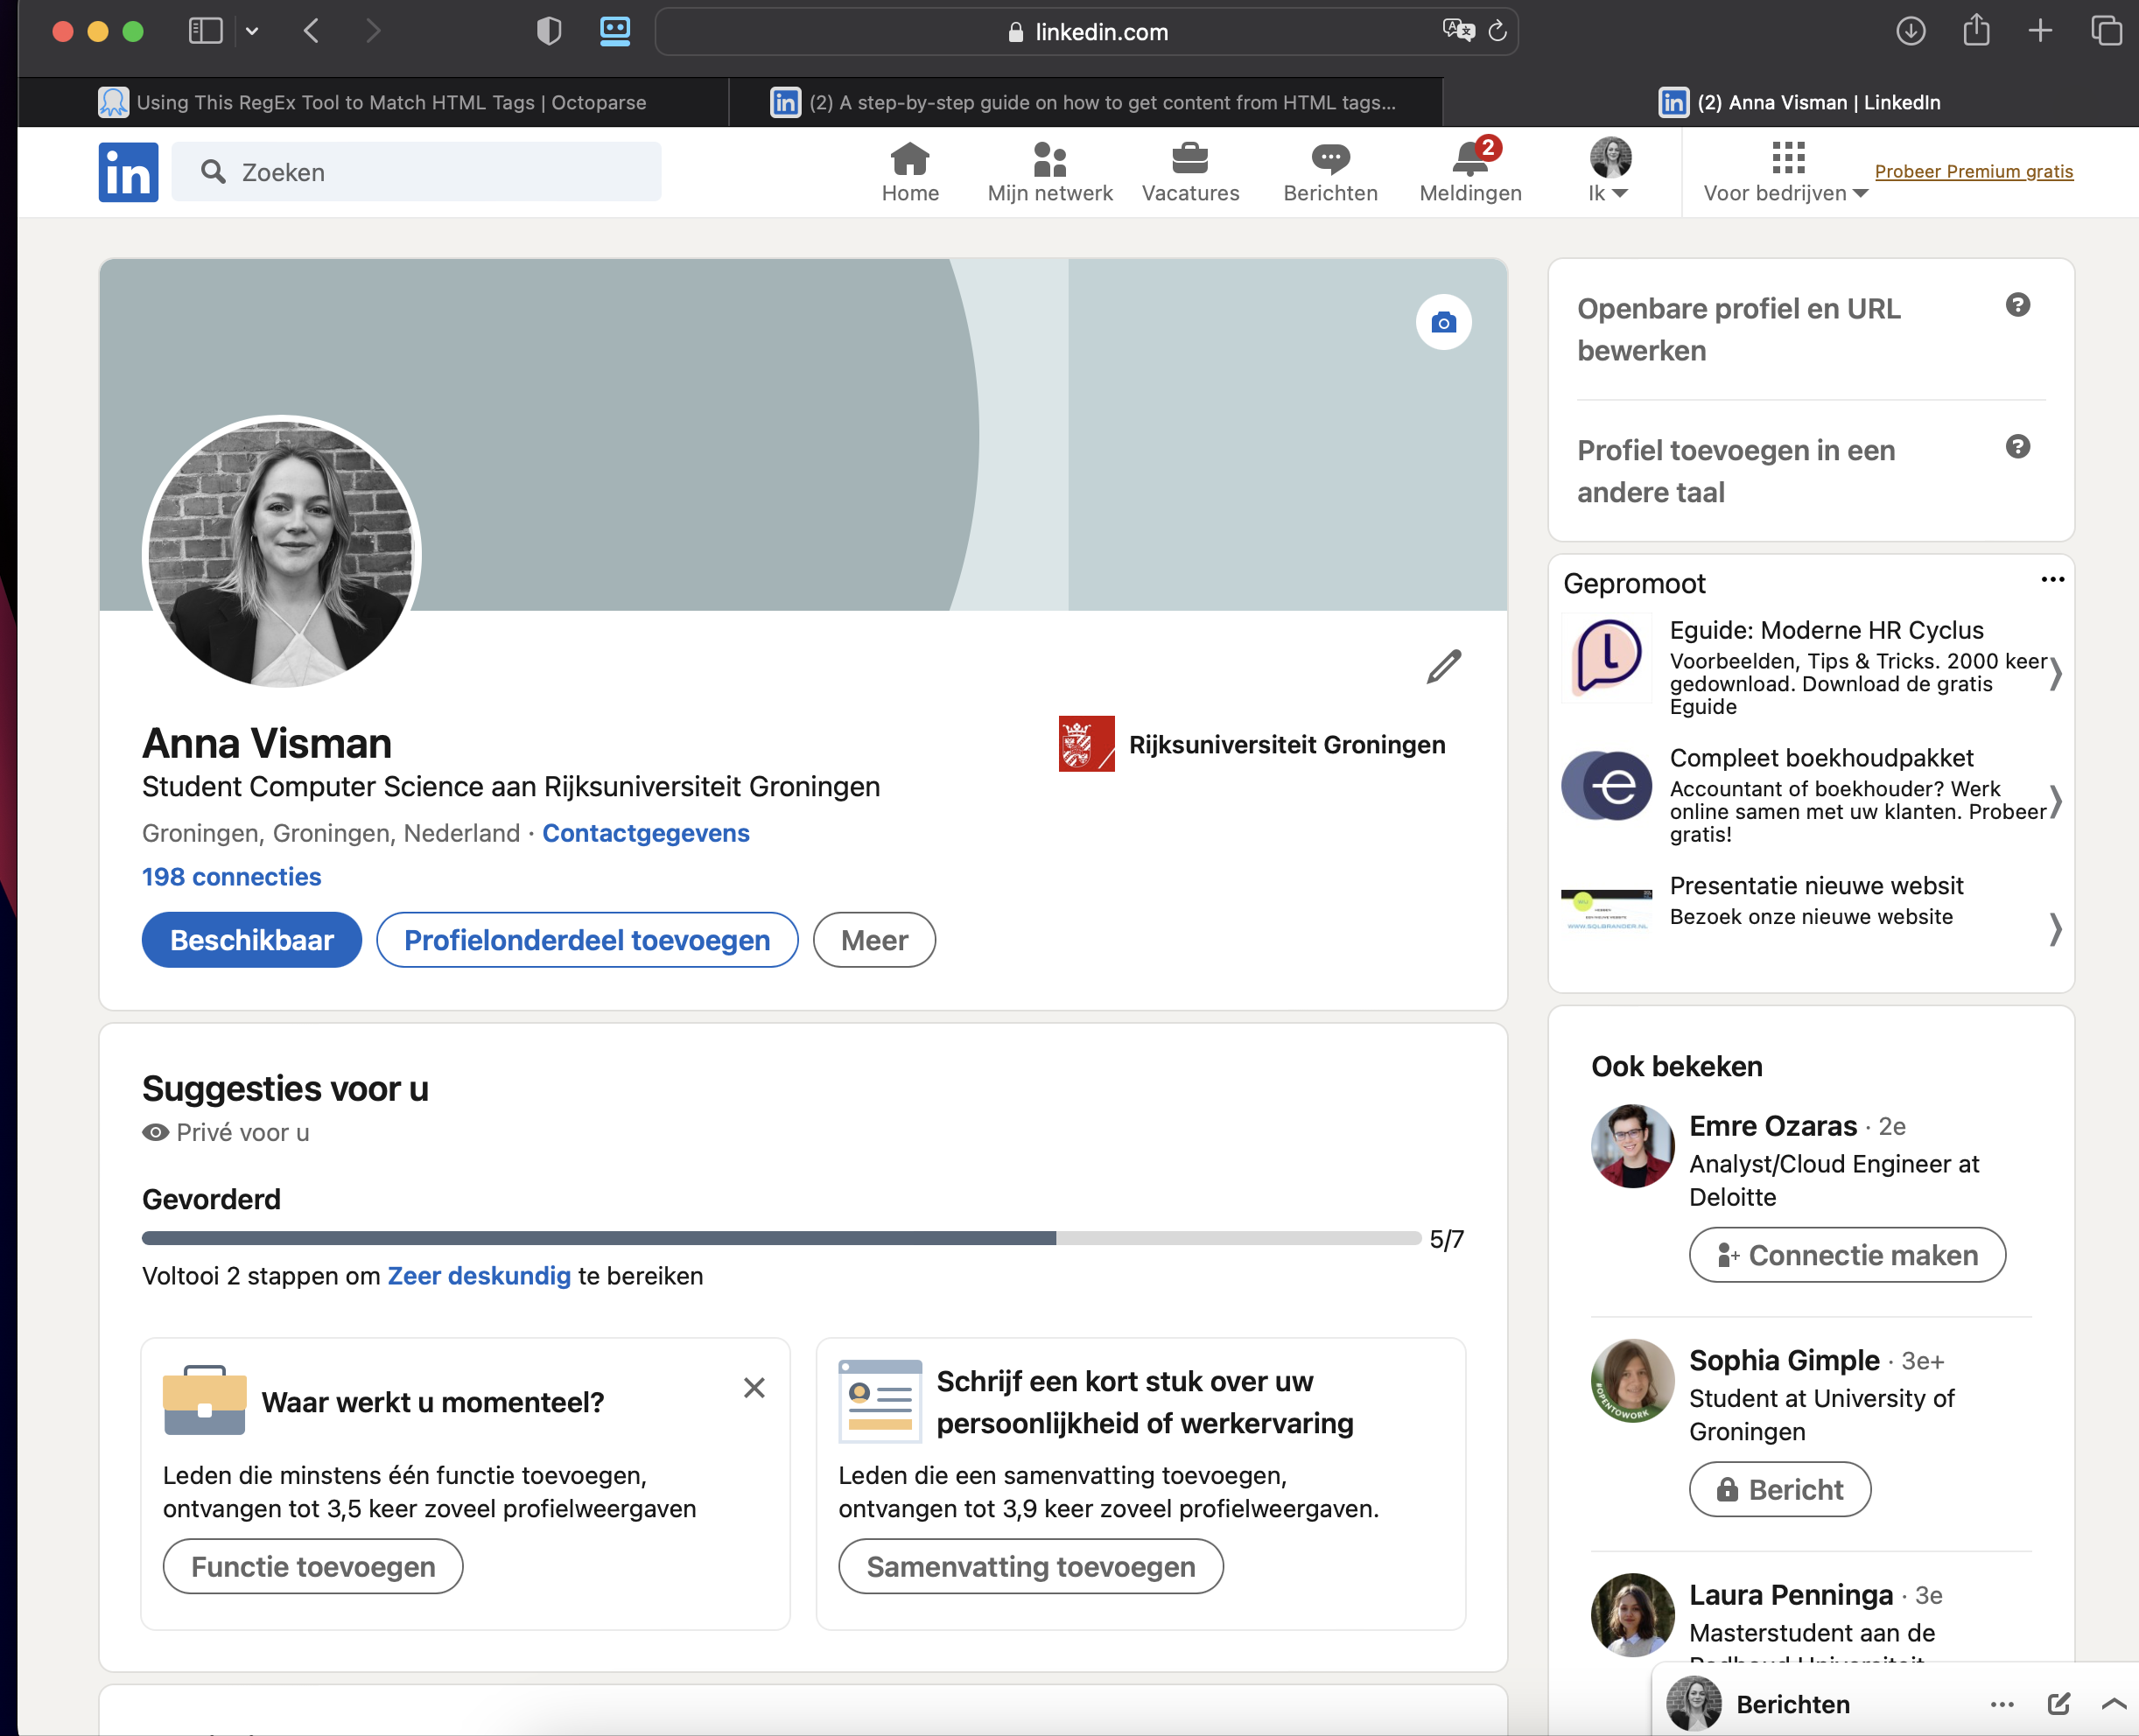 linkedin.com
Using This RegEx Tool to Match HTML Tags | Octoparse
(2) A step-by-step guide on how to get content from HTML tags...
(2) Anna Visman | LinkedIn
in
Zoeken
Home
Mijn netwerk
Vacatures
Berichten
2
Meldingen
Ik
Voor bedrijven
Probeer Premium gratis
Anna Visman
Student Computer Science aan Rijksuniversiteit Groningen
Groningen, Groningen, Nederland · Contactgegevens
198 connecties
Rijksuniversiteit Groningen
Beschikbaar
Profielonderdeel toevoegen
Meer
Suggesties voor u
Privé voor u
Gevorderd
5/7
Voltooi 2 stappen om Zeer deskundig te bereiken
Waar werkt u momenteel?
Leden die minstens één functie toevoegen,
ontvangen tot 3,5 keer zoveel profielweergaven
Functie toevoegen
Schrijf een kort stuk over uw
persoonlijkheid of werkervaring
Leden die een samenvatting toevoegen,
ontvangen tot 3,9 keer zoveel profielweergaven.
Samenvatting toevoegen
Openbare profiel en URL
bewerken
Profiel toevoegen in een
andere taal
Gepromoot
Eguide: Moderne HR Cyclus
Voorbeelden, Tips & Tricks. 2000 keer
gedownload. Download de gratis
Eguide
Compleet boekhoudpakket
Accountant of boekhouder? Werk
online samen met uw klanten. Probeer
gratis!
Presentatie nieuwe websit
Bezoek onze nieuwe website
WWW.SQLBRANDER.NL
Ook bekeken
Emre Ozaras · 2e
Analyst/Cloud Engineer at
Deloitte
Connectie maken
#OPENTOWORK
Sophia Gimple · 3e+
Student at University of
Groningen
Bericht
Laura Penninga · 3e
Masterstudent aan de
Radboud Universiteit
Berichten